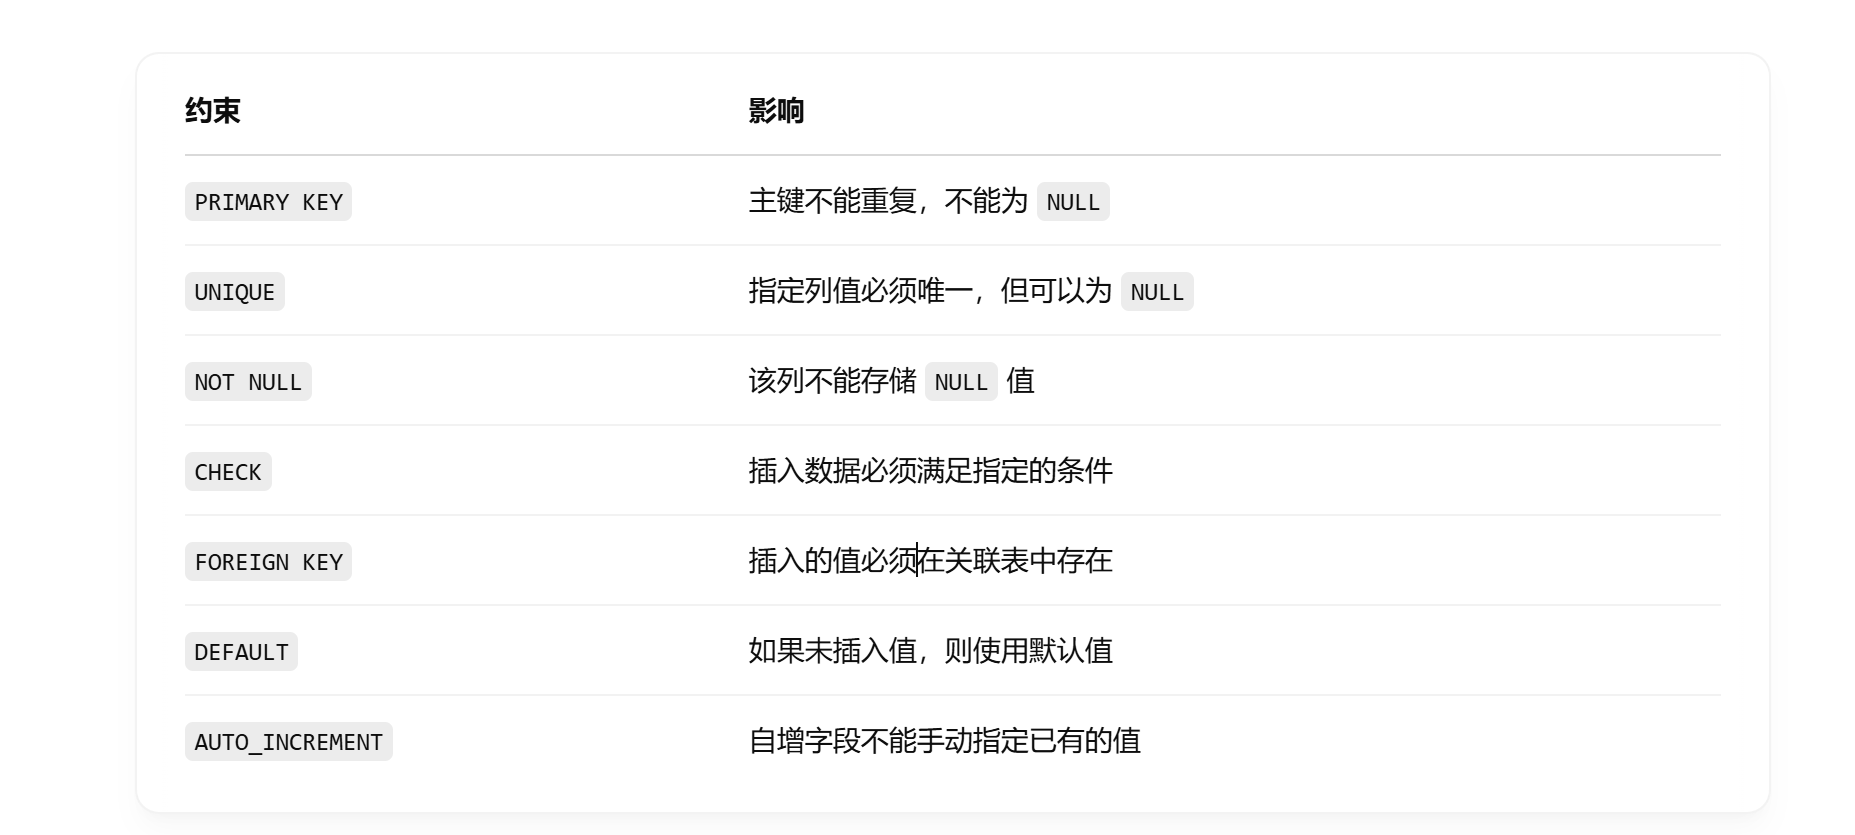 约束 影响
PRIMARY KEY 主键不能重复，不能为 NULL
UNIQUE 指定列值必须唯一，但可以为 NULL
NOT NULL 该列不能存储 NULL 值
CHECK 插入数据必须满足指定的条件
FOREIGN KEY 插入的值必须在关联表中存在
DEFAULT 如果未插入值，则使用默认值
AUTO_INCREMENT 自增字段不能手动指定已有的值